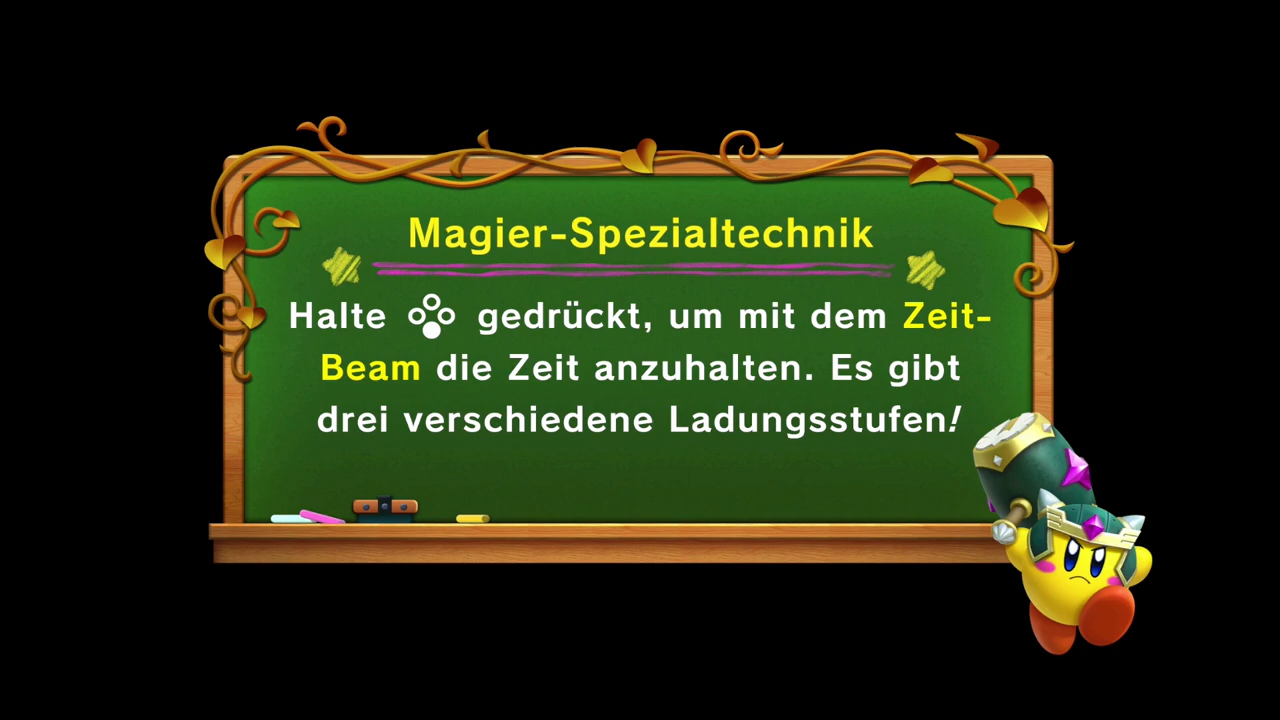 Magier-Spezialtechnik
Halte gedrückt, um mit dem Zeit-
Beam die Zeit anzuhalten. Es gibt
drei verschiedene Ladungsstufen!